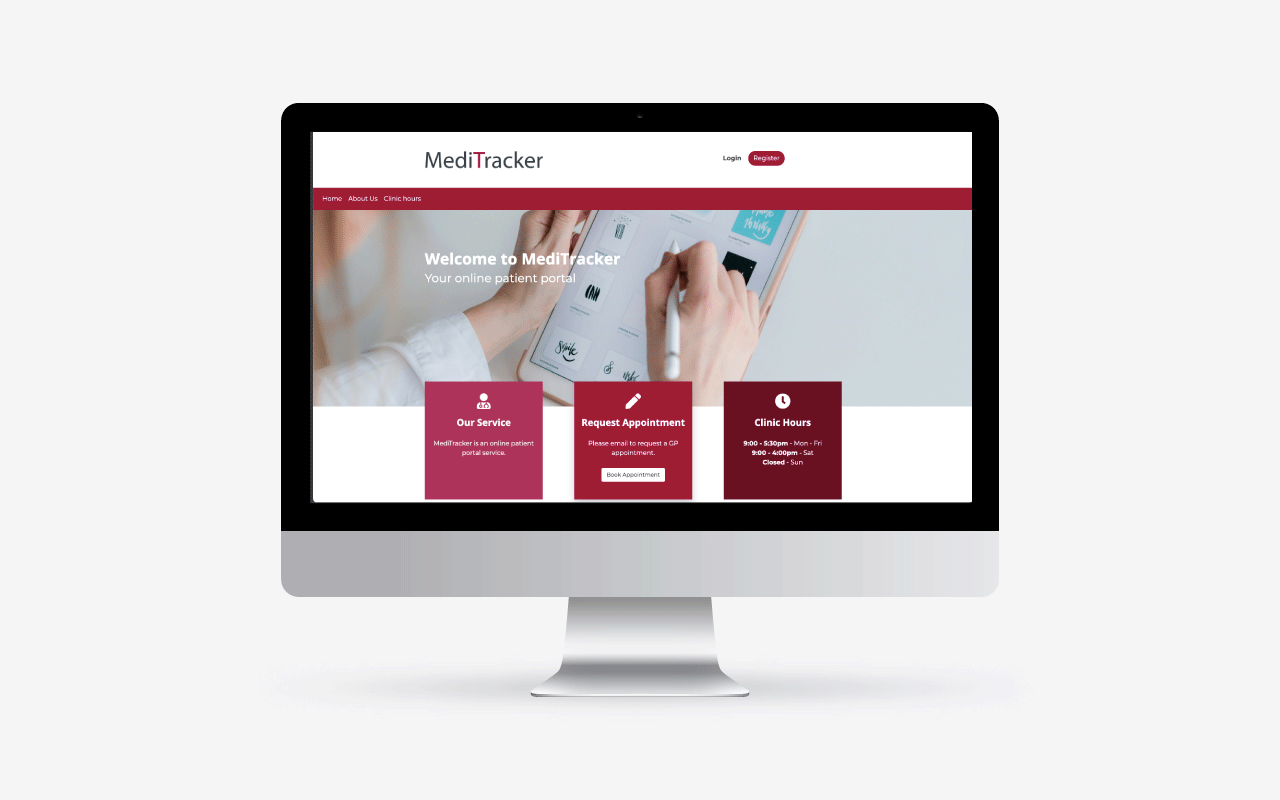 MediTracker
Login Register
Home About Us Clinic hours
Welcome to MediTracker
Your online patient portal
smile
Our Service
MediTracker is an online patient
portal service.
Request Appointment
Please email to request a GP
appointment.
Book Appointment
Clinic Hours
9:00 - 5:30pm - Mon - Fri
9:00 - 4:00pm - Sat
Closed - Sun